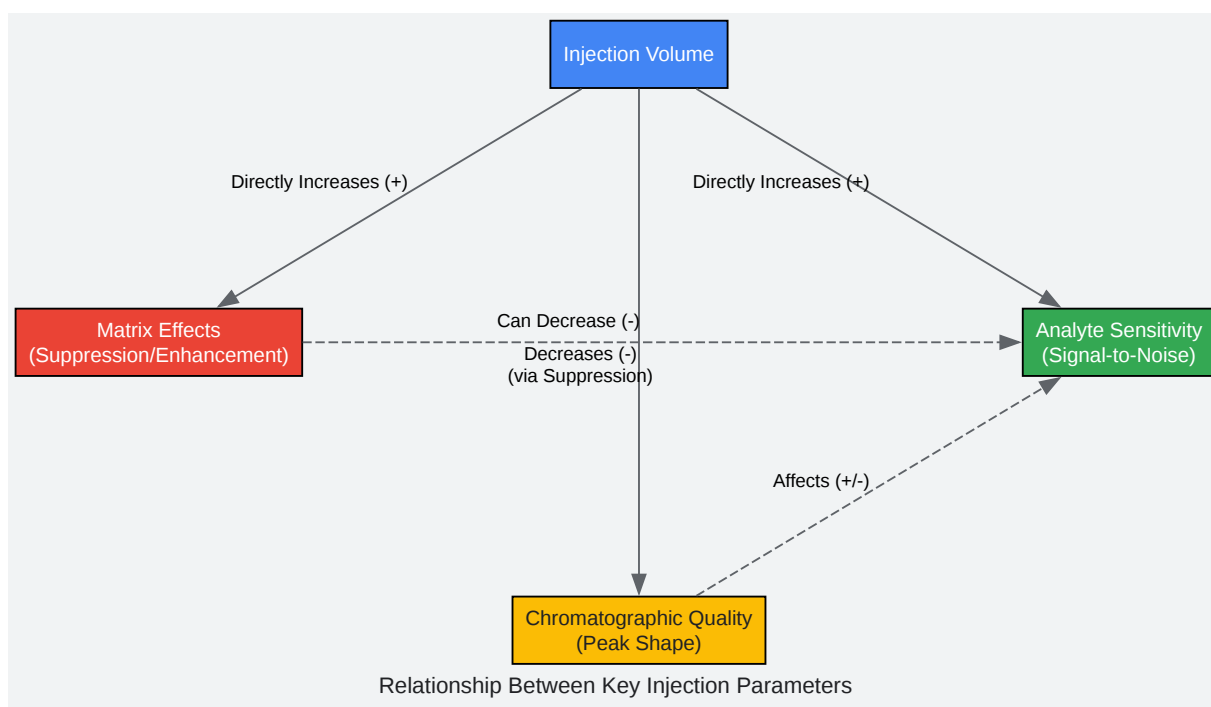 Injection Volume
Directly Increases (+)
Directly Increases (+)
Matrix Effects
(Suppression/Enhancement)
Can Decrease (-)
Decreases (-)
(via Suppression)
Analyte Sensitivity
(Signal-to-Noise)
Affects (+/-)
Chromatographic Quality
(Peak Shape)
Relationship Between Key Injection Parameters